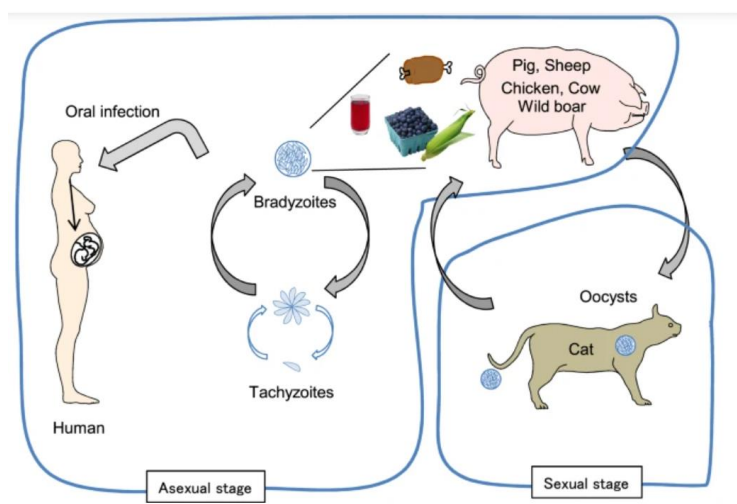 Pig, Sheep
Chicken, Cow
Wild boar
Oral infection
Bradyzoites
Oocysts
Cat
Tachyzoites
Human
Asexual stage
Sexual stage